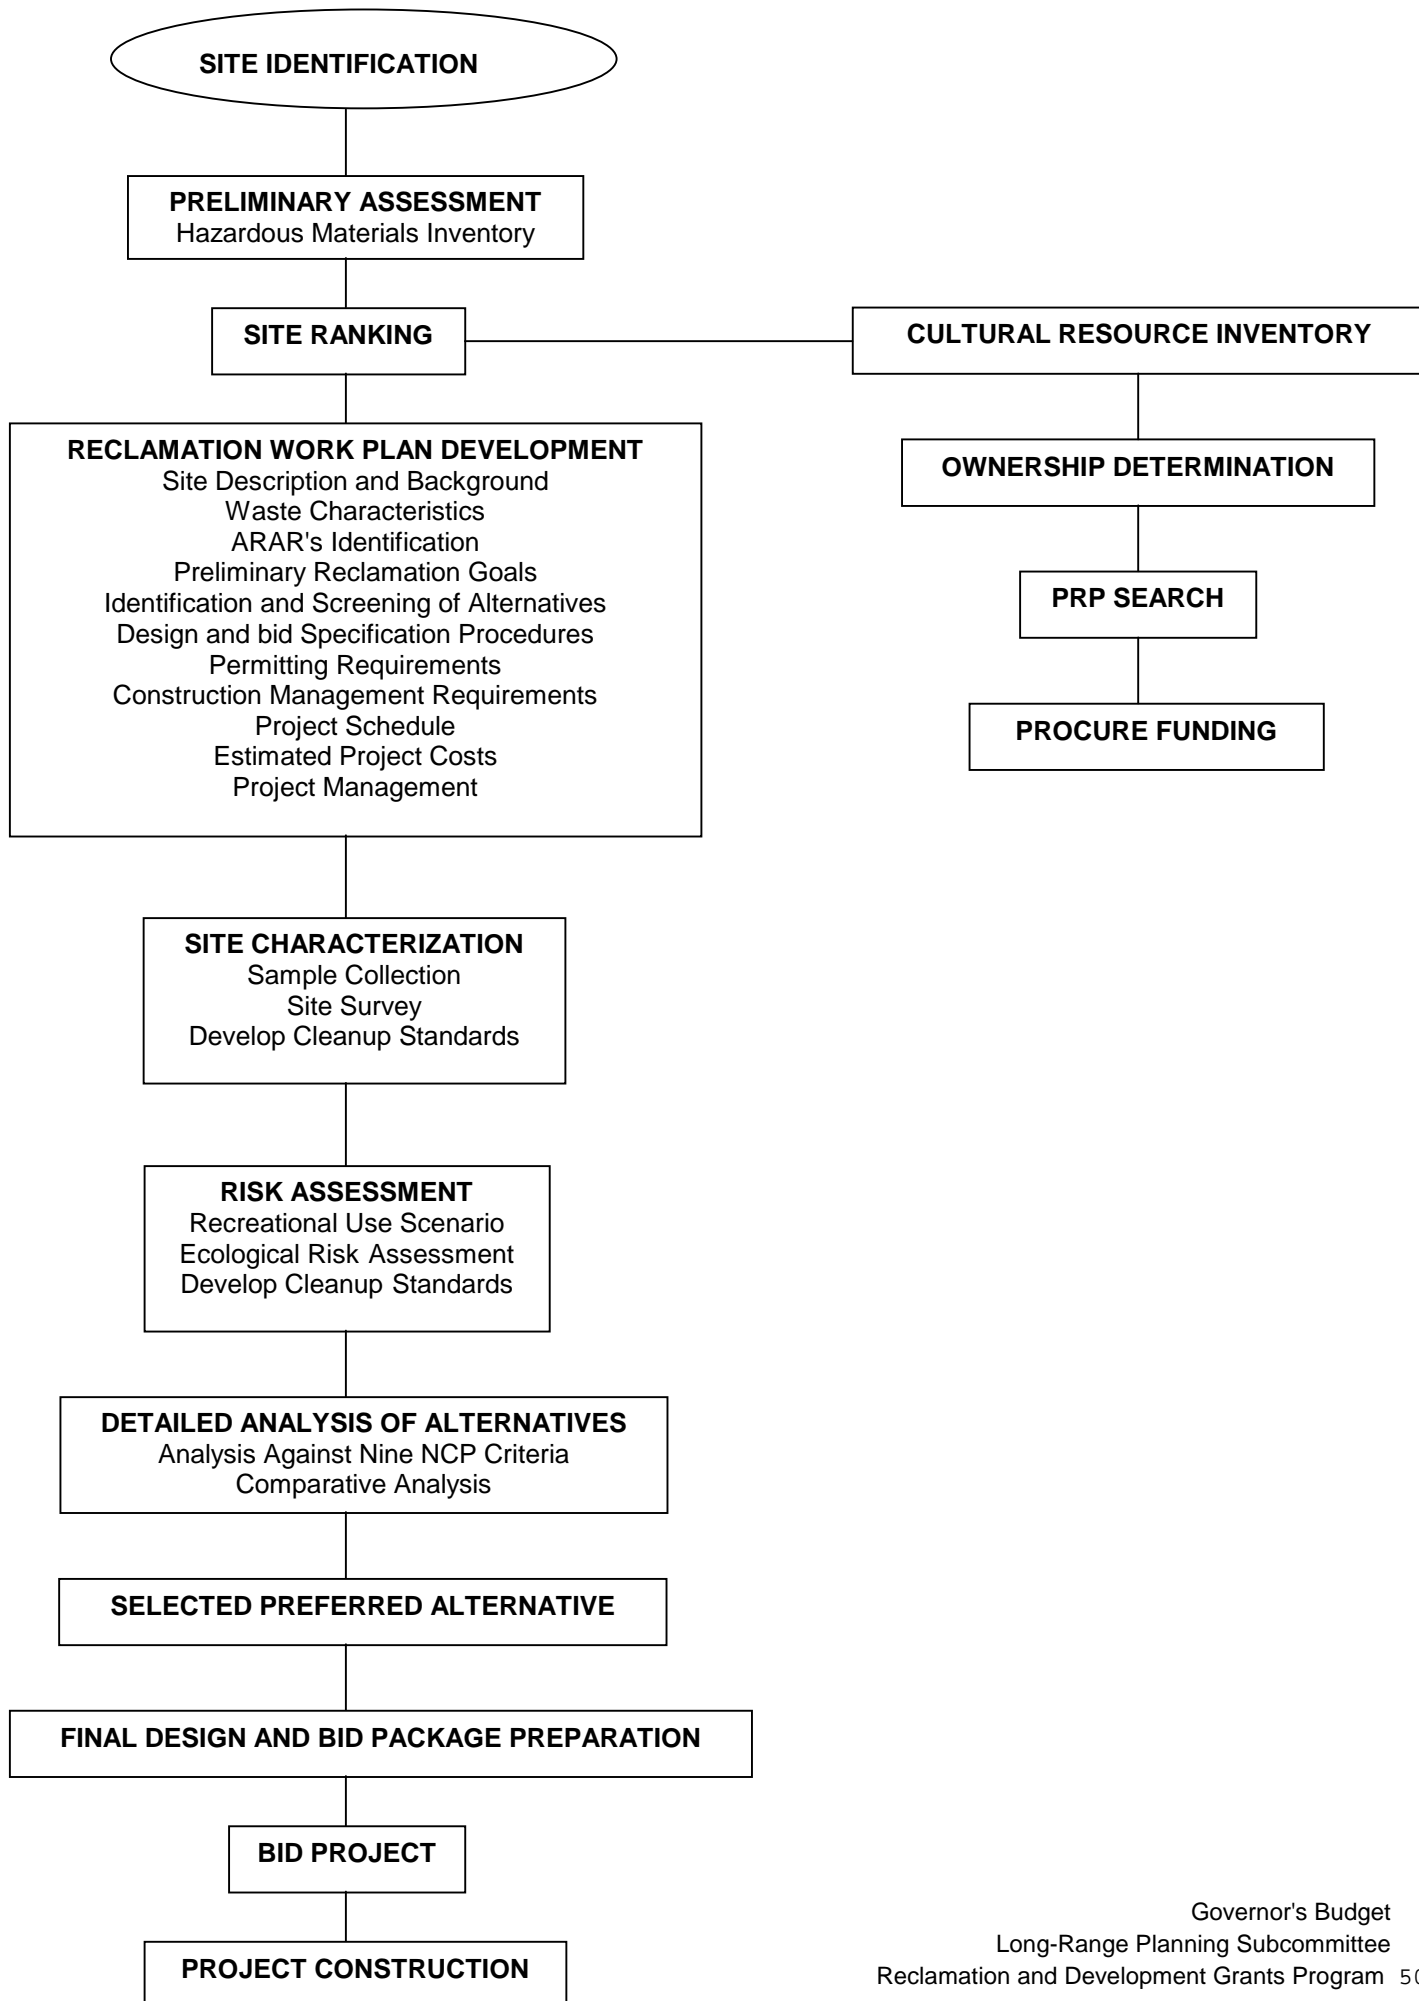 SITE IDENTIFICATION
PRELIMINARY ASSESSMENT
Hazardous Materials Inventory
SITE RANKING
CULTURAL RESOURCE INVENTORY
OWNERSHIP DETERMINATION
PRP SEARCH
PROCURE FUNDING
RECLAMATION WORK PLAN DEVELOPMENT
Site Description and Background
Waste Characteristics
ARAR's Identification
Preliminary Reclamation Goals
Identification and Screening of Alternatives
Design and bid Specification Procedures
Permitting Requirements
Construction Management Requirements
Project Schedule
Estimated Project Costs
Project Management
SITE CHARACTERIZATION
Sample Collection
Site Survey
Develop Cleanup Standards
RISK ASSESSMENT
Recreational Use Scenario
Ecological Risk Assessment
Develop Cleanup Standards
DETAILED ANALYSIS OF ALTERNATIVES
Analysis Against Nine NCP Criteria
Comparative Analysis
SELECTED PREFERRED ALTERNATIVE
FINAL DESIGN AND BID PACKAGE PREPARATION
BID PROJECT
PROJECT CONSTRUCTION
Governor's Budget
Long-Range Planning Subcommittee
Reclamation and Development Grants Program